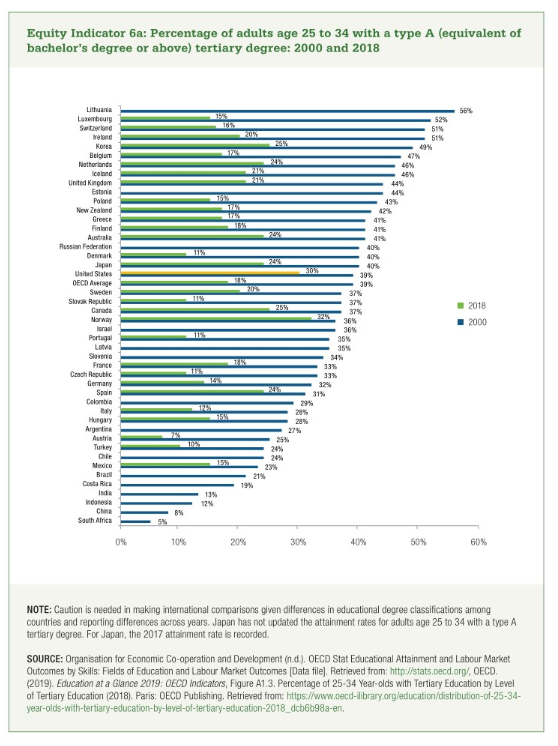 Equity Indicator 6a: Percentage of adults age 25 to 34 with a type A (equivalent of
bachelor's degree or above) tertiary degree: 2000 and 2018
Lithuania 56%
Luxembourg 15% 52%
Switzerland 16% 51%
Ireland 20% 51%
Korea 25% 49%
Belgium 17% 47%
Netherlands 24% 46%
Iceland 21% 46%
United Kingdom 21% 44%
Estonia 44%
Poland 15% 43%
New Zealand 17% 42%
Greece 17% 41%
Finland 18% 41%
Australia 24% 41%
Russian Federation 40%
Denmark 11% 40%
Japan 24% 40%
United States 30% 39%
OECD Average 18% 39%
Sweden 20% 37%
Slovak Republic 11% 37%
Canada 25% 37%
Norway 32% 36%
Israel 36%
Portugal 11% 35%
Latvia 35%
Slovenia 34%
France 18% 33%
Czech Republic 11% 33%
Germany 14% 32%
Spain 24% 31%
Colombia 29%
Italy 12% 28%
Hungary 15% 28%
Argentina 27%
Austria 7% 25%
Turkey 10% 24%
Chile 24%
Mexico 15% 23%
Brazil 21%
Costa Rica 19%
India 13%
Indonesia 12%
China 8%
South Africa 5%
0% 10% 20% 30% 40% 50% 60%
2018
2000
NOTE: Caution is needed in making international comparisons given differences in educational degree classifications among
countries and reporting differences across years. Japan has not updated the attainment rates for adults age 25 to 34 with a type A
tertiary degree. For Japan, the 2017 attainment rate is recorded.
SOURCE: Organisation for Economic Co-operation and Development (n.d.). OECD Stat Educational Attainment and Labour Market
Outcomes by Skills: Fields of Education and Labour Market Outcomes [Data file]. Retrieved from: http://stats.oecd.org/, OECD.
(2019). Education at a Glance 2019: OECD Indicators, Figure A1.3. Percentage of 25-34 Year-olds with Tertiary Education by Level
of Tertiary Education (2018). Paris: OECD Publishing. Retrieved from: https://www.oecd-ilibrary.org/education/distribution-of-25-34-
year-olds-with-tertiary-education-by-level-of-tertiary-education-2018_dcb6b98a-en.